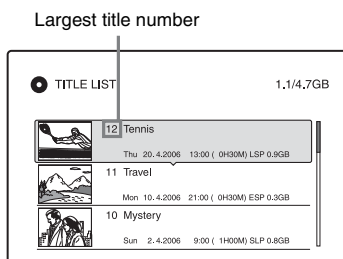 Largest title number
TITLE LIST 1.1/4.7GB
12 Tennis
Thu 20.4.2006 13:00 ( 0H30M) LSP 0.9GB
11 Travel
Mon 10.4.2006 21:00 ( 0H30M) ESP 0.3GB
10 Mystery
Sun 2.4.2006 9:00 ( 1H00M) SLP 0.8GB